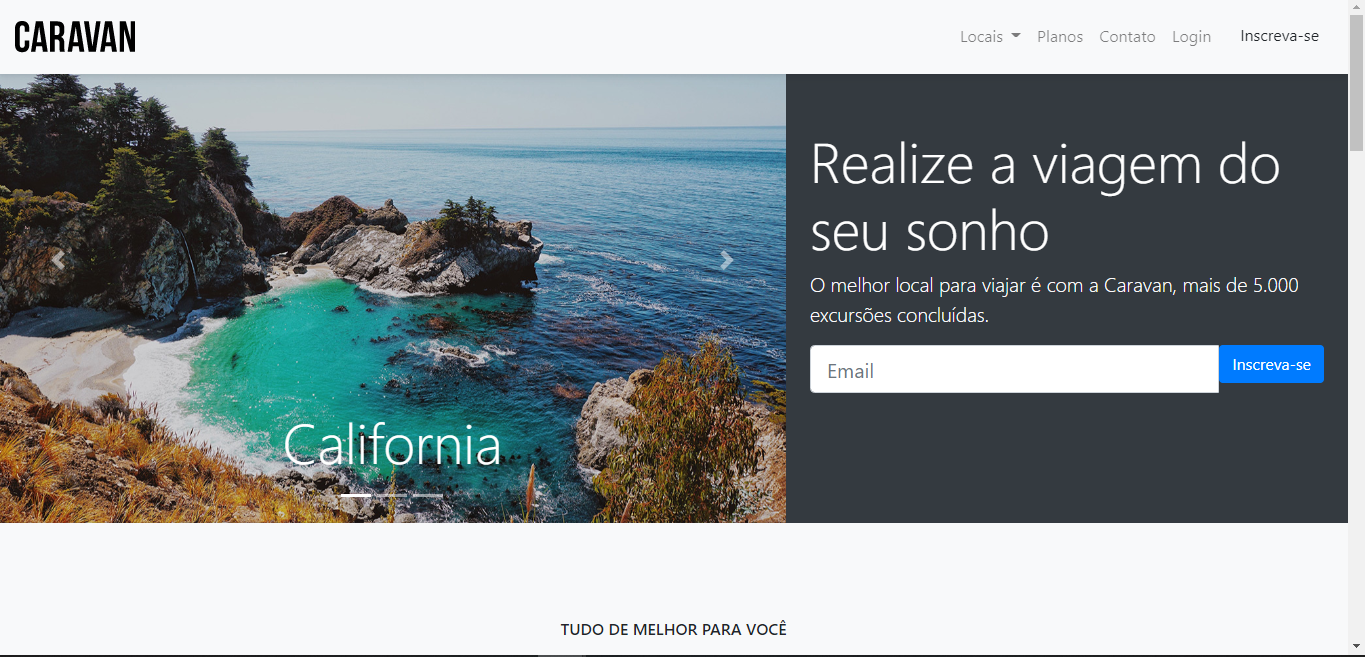 CARAVAN
Locais Planos Contato Login Inscreva-se
Realize a viagem do
seu sonho
O melhor local para viajar é com a Caravan, mais de 5.000
excursões concluídas.
Email Inscreva-se
California
TUDO DE MELHOR PARA VOCÊ